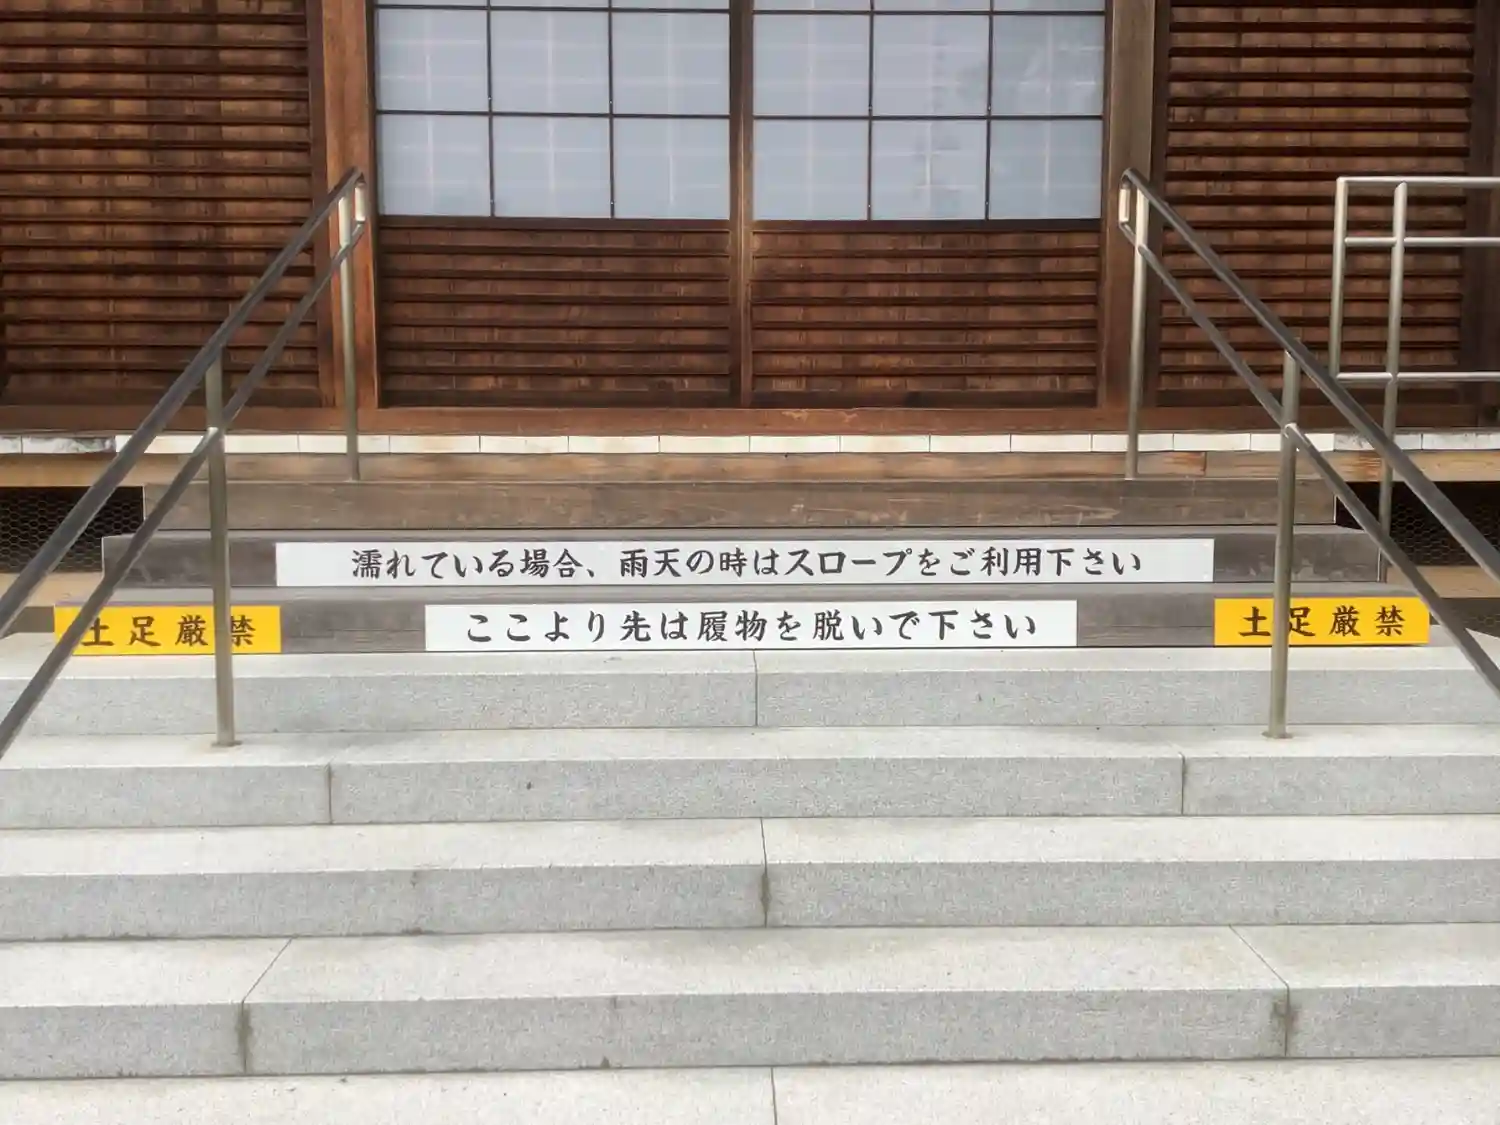 濡れている場合、雨天の時はスロープをご利用下さい
土足厳禁
ここより先は履物を脱いで下さい
土足厳禁